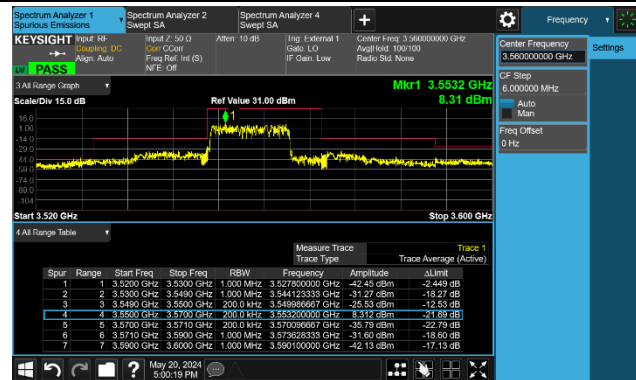 Spectrum Analyzer 1
Spurious Emissions
Spectrum Analyzer 2
Swept SA
Spectrum Analyzer 4
Swept SA
+
Frequency
KEYSIGHT
Input: RF
Coupling: DC
Align: Auto
Input Z: 50 Ω
Corr CCorr
Freq Ref: Int (S)
NFE: Off
Atten: 10 dB
Trig: External 1
Gate: LO
IF Gain: Low
Center Freq: 3.560000000 GHz
Avg|Hold: 100/100
Radio Std: None
PASS
Center Frequency
3.560000000 GHz
Settings
CF Step
6.000000 MHz
Auto
Man
Freq Offset
0 Hz
3 All Range Graph
Mkr1 3.5532 GHz
Scale/Div 15.0 dB
Ref Value 31.00 dBm
8.31 dBm
1
16.0
1.00
-14.0
-29.0
-44.0
-59.0
-74.0
-89.0
-104
Start 3.520 GHz
Stop 3.600 GHz
4 All Range Table
Measure Trace Trace 1
Trace Type Trace Average (Active)
Spur Range Start Freq Stop Freq RBW Frequency Amplitude ΔLimit
1 1 3.5200 GHz 3.5300 GHz 1.000 MHz 3.527800000 GHz -42.45 dBm -2.449 dB
2 2 3.5300 GHz 3.5490 GHz 1.000 MHz 3.544123333 GHz -31.27 dBm -18.27 dB
3 3 3.5490 GHz 3.5500 GHz 200.0 kHz 3.549986667 GHz -25.53 dBm -12.53 dB
4 4 3.5500 GHz 3.5700 GHz 200.0 kHz 3.553200000 GHz 8.312 dBm -21.69 dB
5 5 3.5700 GHz 3.5710 GHz 200.0 kHz 3.570096667 GHz -35.79 dBm -22.79 dB
6 6 3.5710 GHz 3.5900 GHz 1.000 MHz 3.573628333 GHz -31.60 dBm -18.60 dB
7 7 3.5900 GHz 3.6000 GHz 1.000 MHz 3.590100000 GHz -42.13 dBm -17.13 dB
?
May 20, 2024
5:00:19 PM